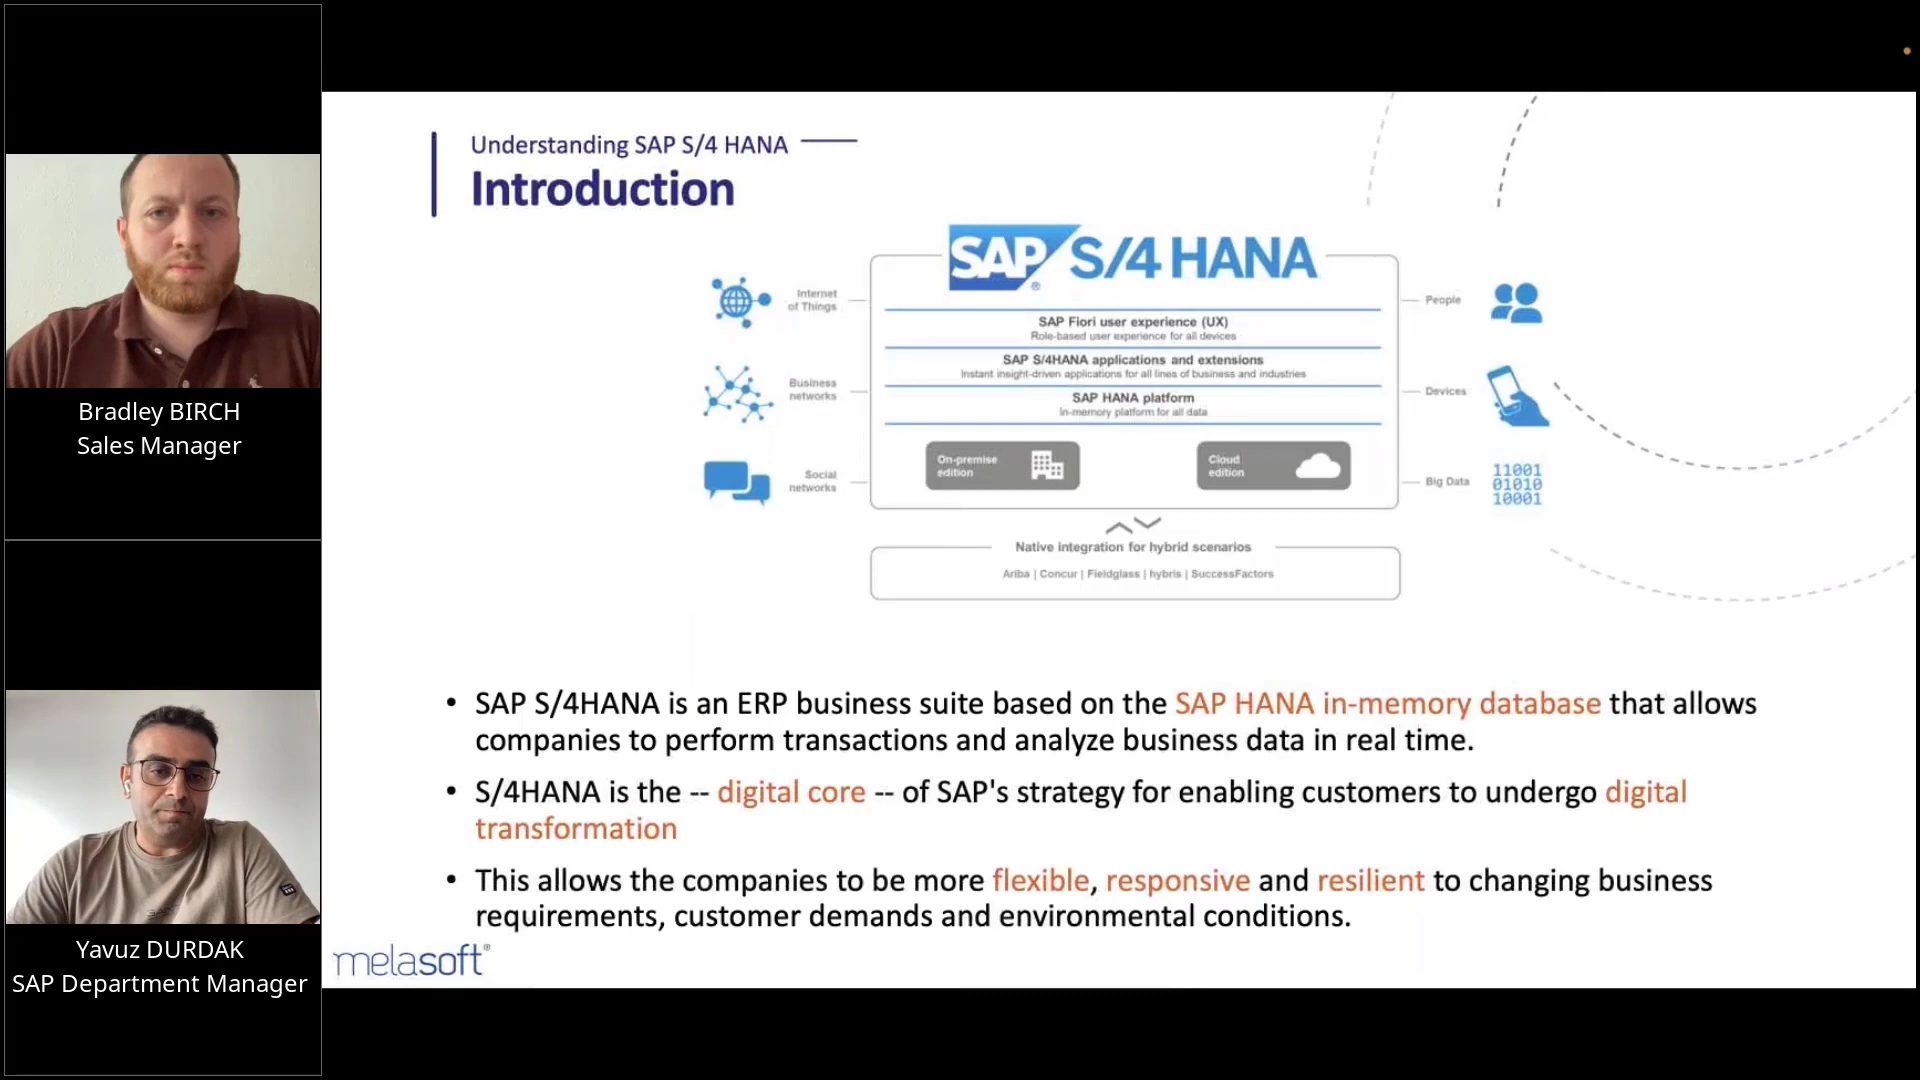 Bradley BIRCH
Sales Manager
Yavuz DURDAK
SAP Department Manager
Understanding SAP S/4 HANA
Introduction
SAP® S/4 HANA
Internet
of Things
Business
networks
Social
networks
SAP Fiori user experience (UX)
Role-based user experience for all devices
SAP S/4HANA applications and extensions
Instant insight-driven applications for all lines of business and industries
SAP HANA platform
In-memory platform for all data
On-premise
edition
Cloud
edition
People
Devices
Big Data
11001
01010
10001
Native integration for hybrid scenarios
Ariba | Concur | Fieldglass | hybris | SuccessFactors
• SAP S/4HANA is an ERP business suite based on the SAP HANA in-memory database that allows
companies to perform transactions and analyze business data in real time.
• S/4HANA is the -- digital core -- of SAP's strategy for enabling customers to undergo digital
transformation
• This allows the companies to be more flexible, responsive and resilient to changing business
requirements, customer demands and environmental conditions.
melasoft®